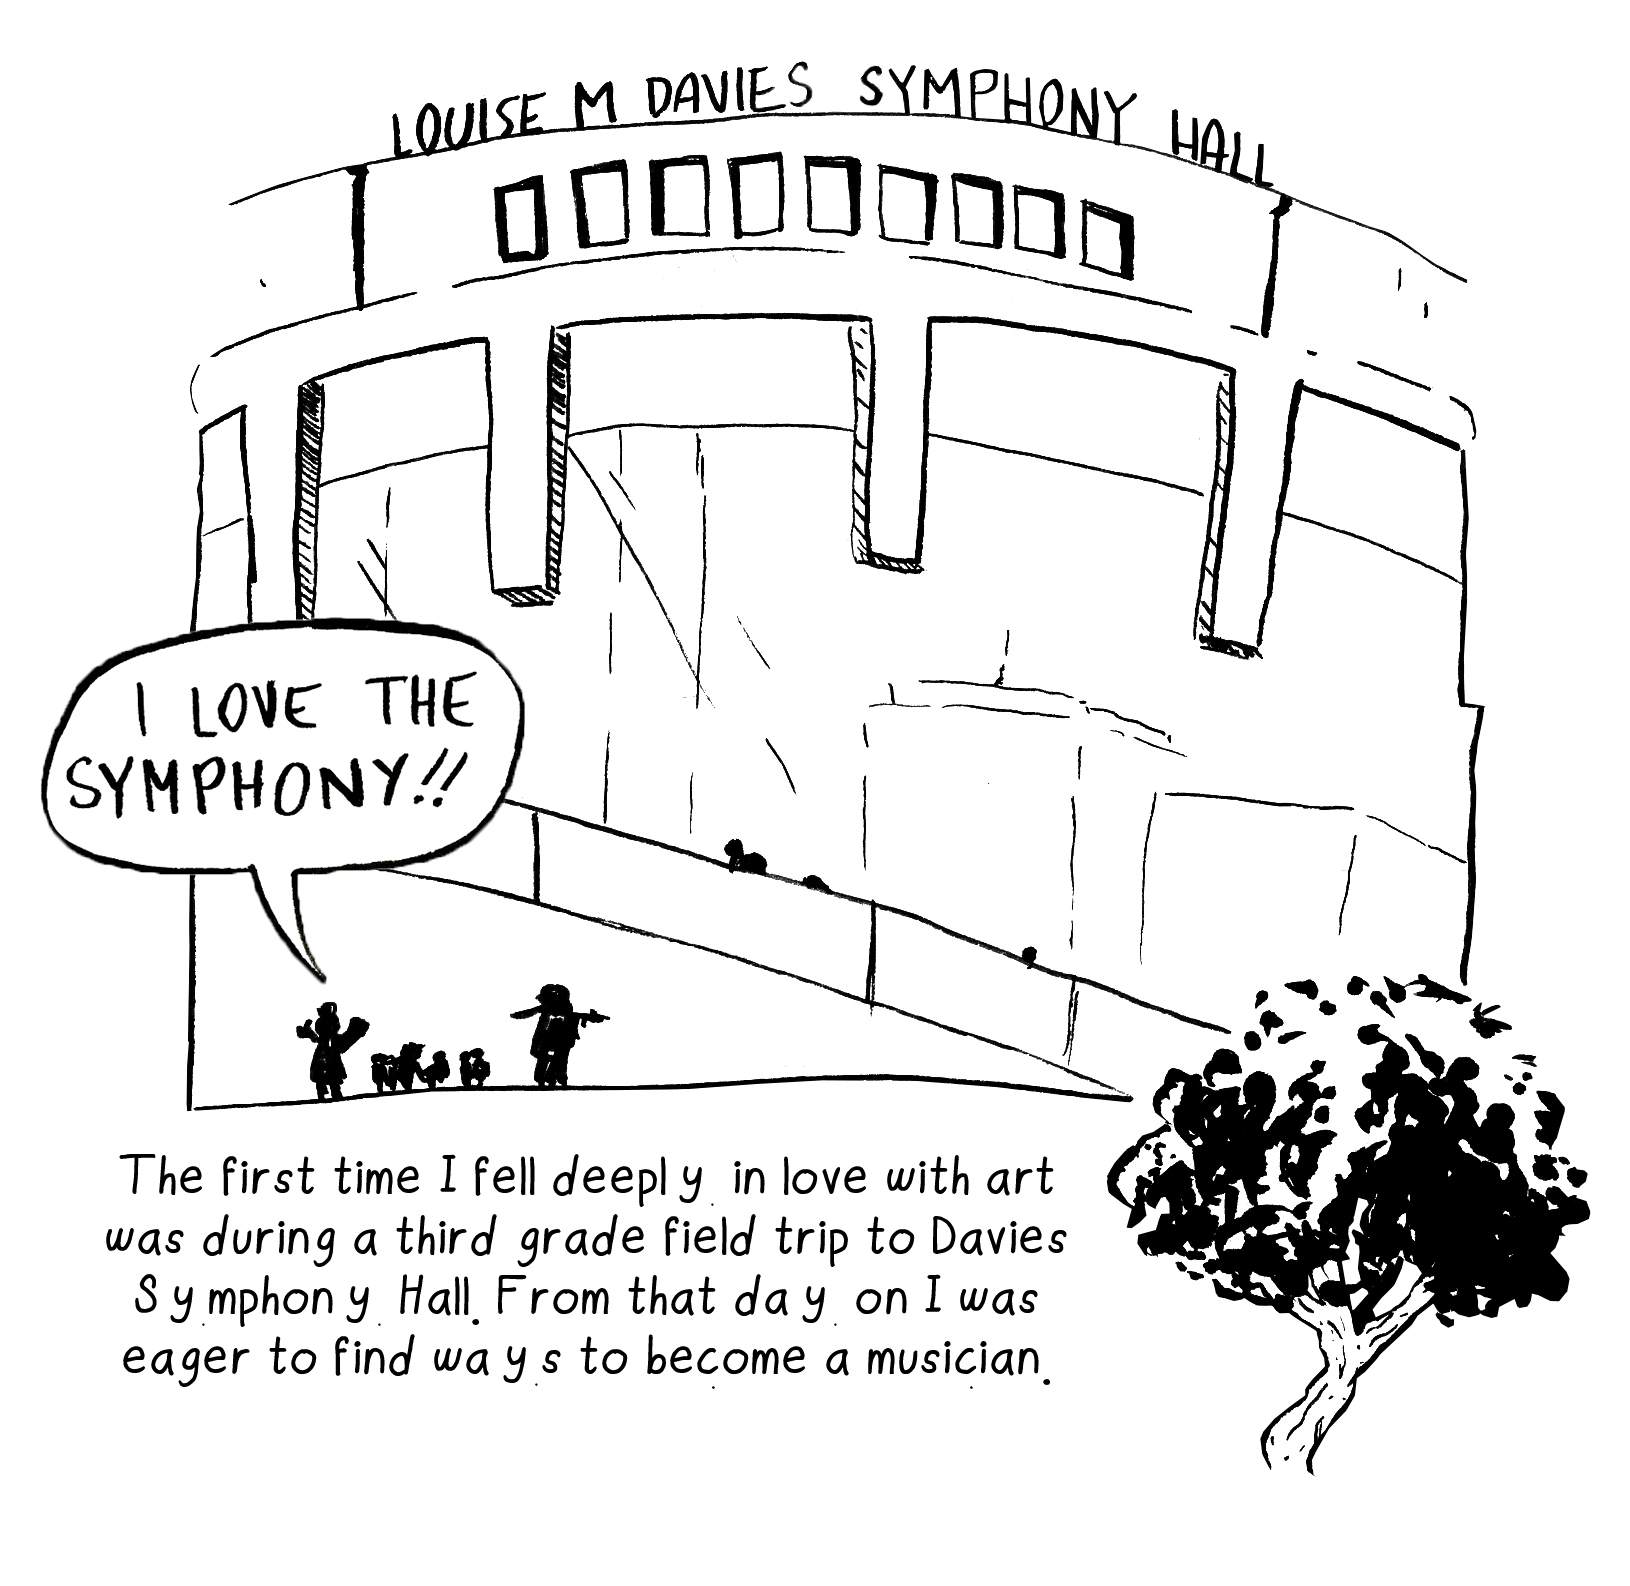 LOUISE M DAVIES SYMPHONY HALL
I LOVE THE
SYMPHONY!!
The first time I fell deeply in love with art
was during a third grade field trip to Davies
Symphony Hall. From that day on I was
eager to find ways to become a musician.